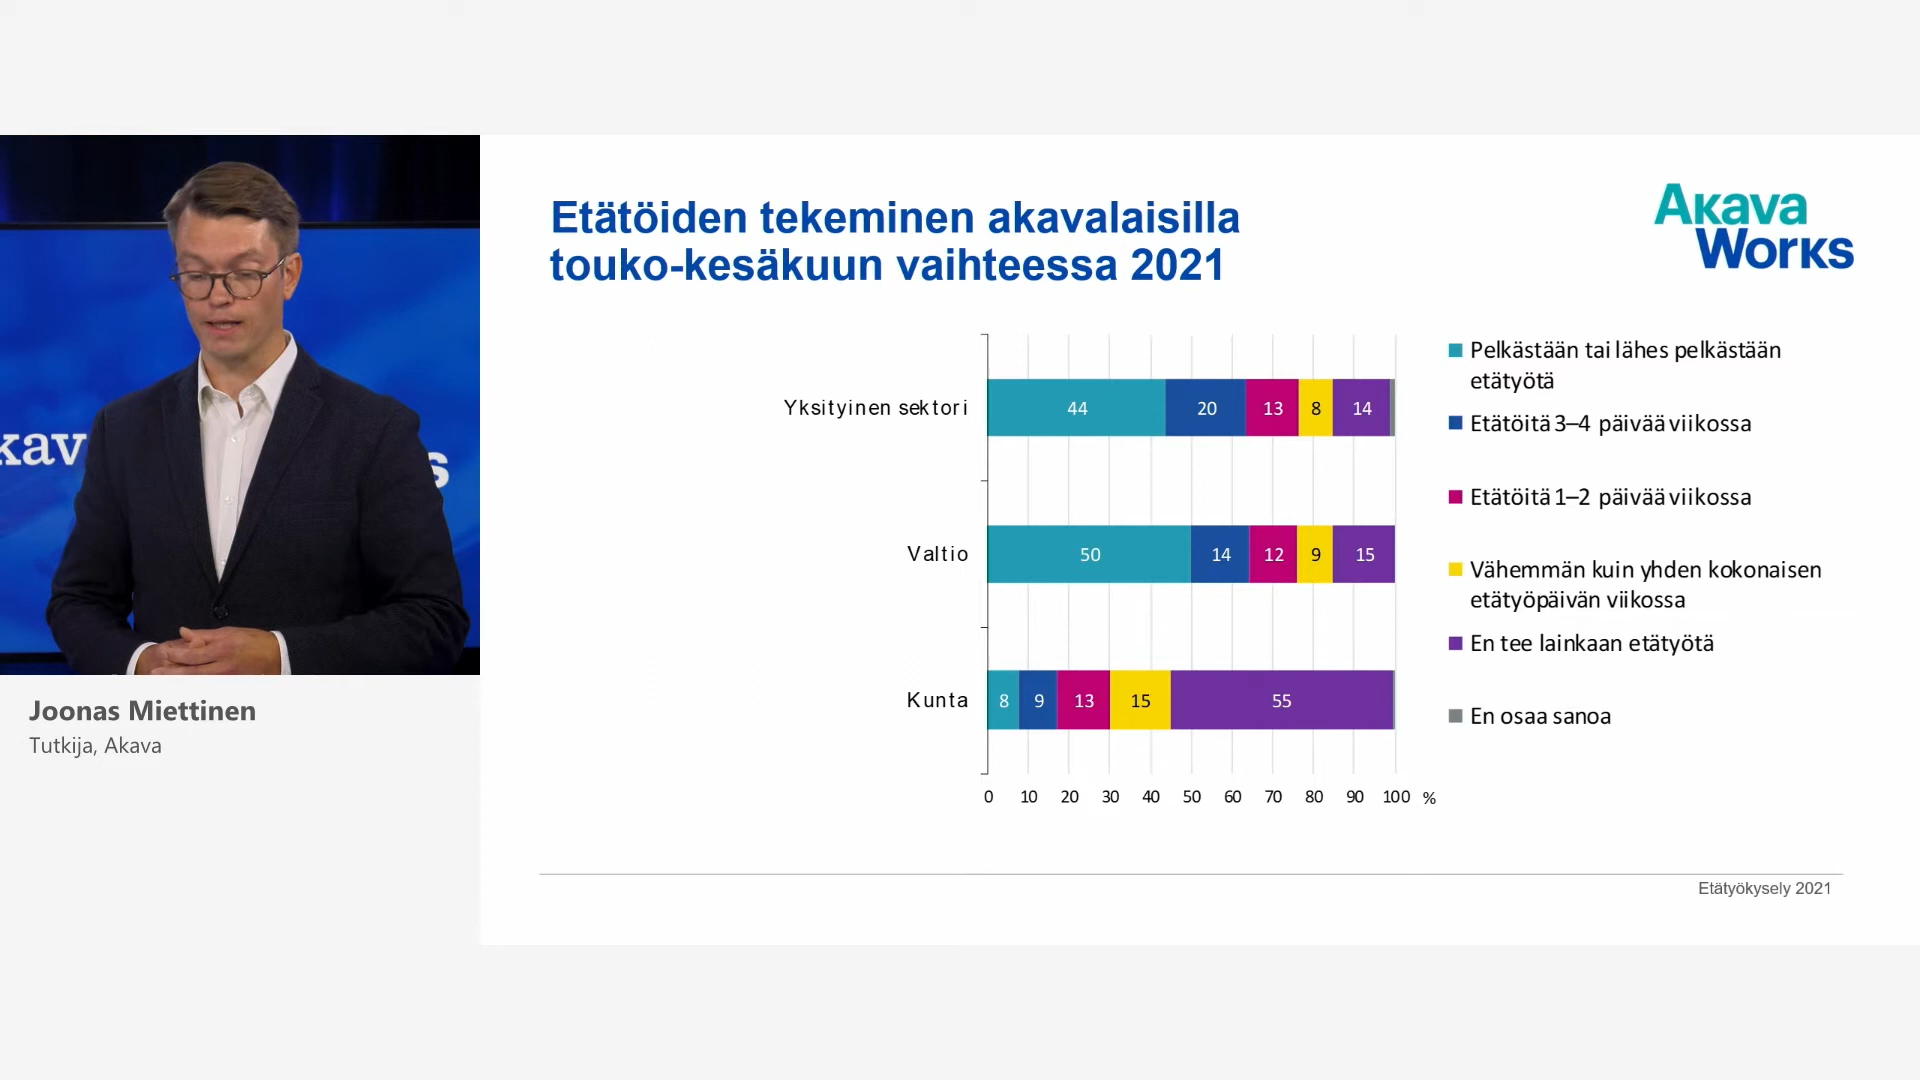 Etätöiden tekeminen akavalaisilla
touko-kesäkuun vaihteessa 2021
Akava
Works
Yksityinen sektori
44 20 13 8 14
Valtio
50 14 12 9 15
Kunta
8 9 13 15 55
0 10 20 30 40 50 60 70 80 90 100 %
Pelkästään tai lähes pelkästään
etätyötä
Etätöitä 3–4 päivää viikossa
Etätöitä 1–2 päivää viikossa
Vähemmän kuin yhden kokonaisen
etätyöpäivän viikossa
En tee lainkaan etätyötä
En osaa sanoa
Etätyökysely 2021
kav
s
Joonas Miettinen
Tutkija, Akava